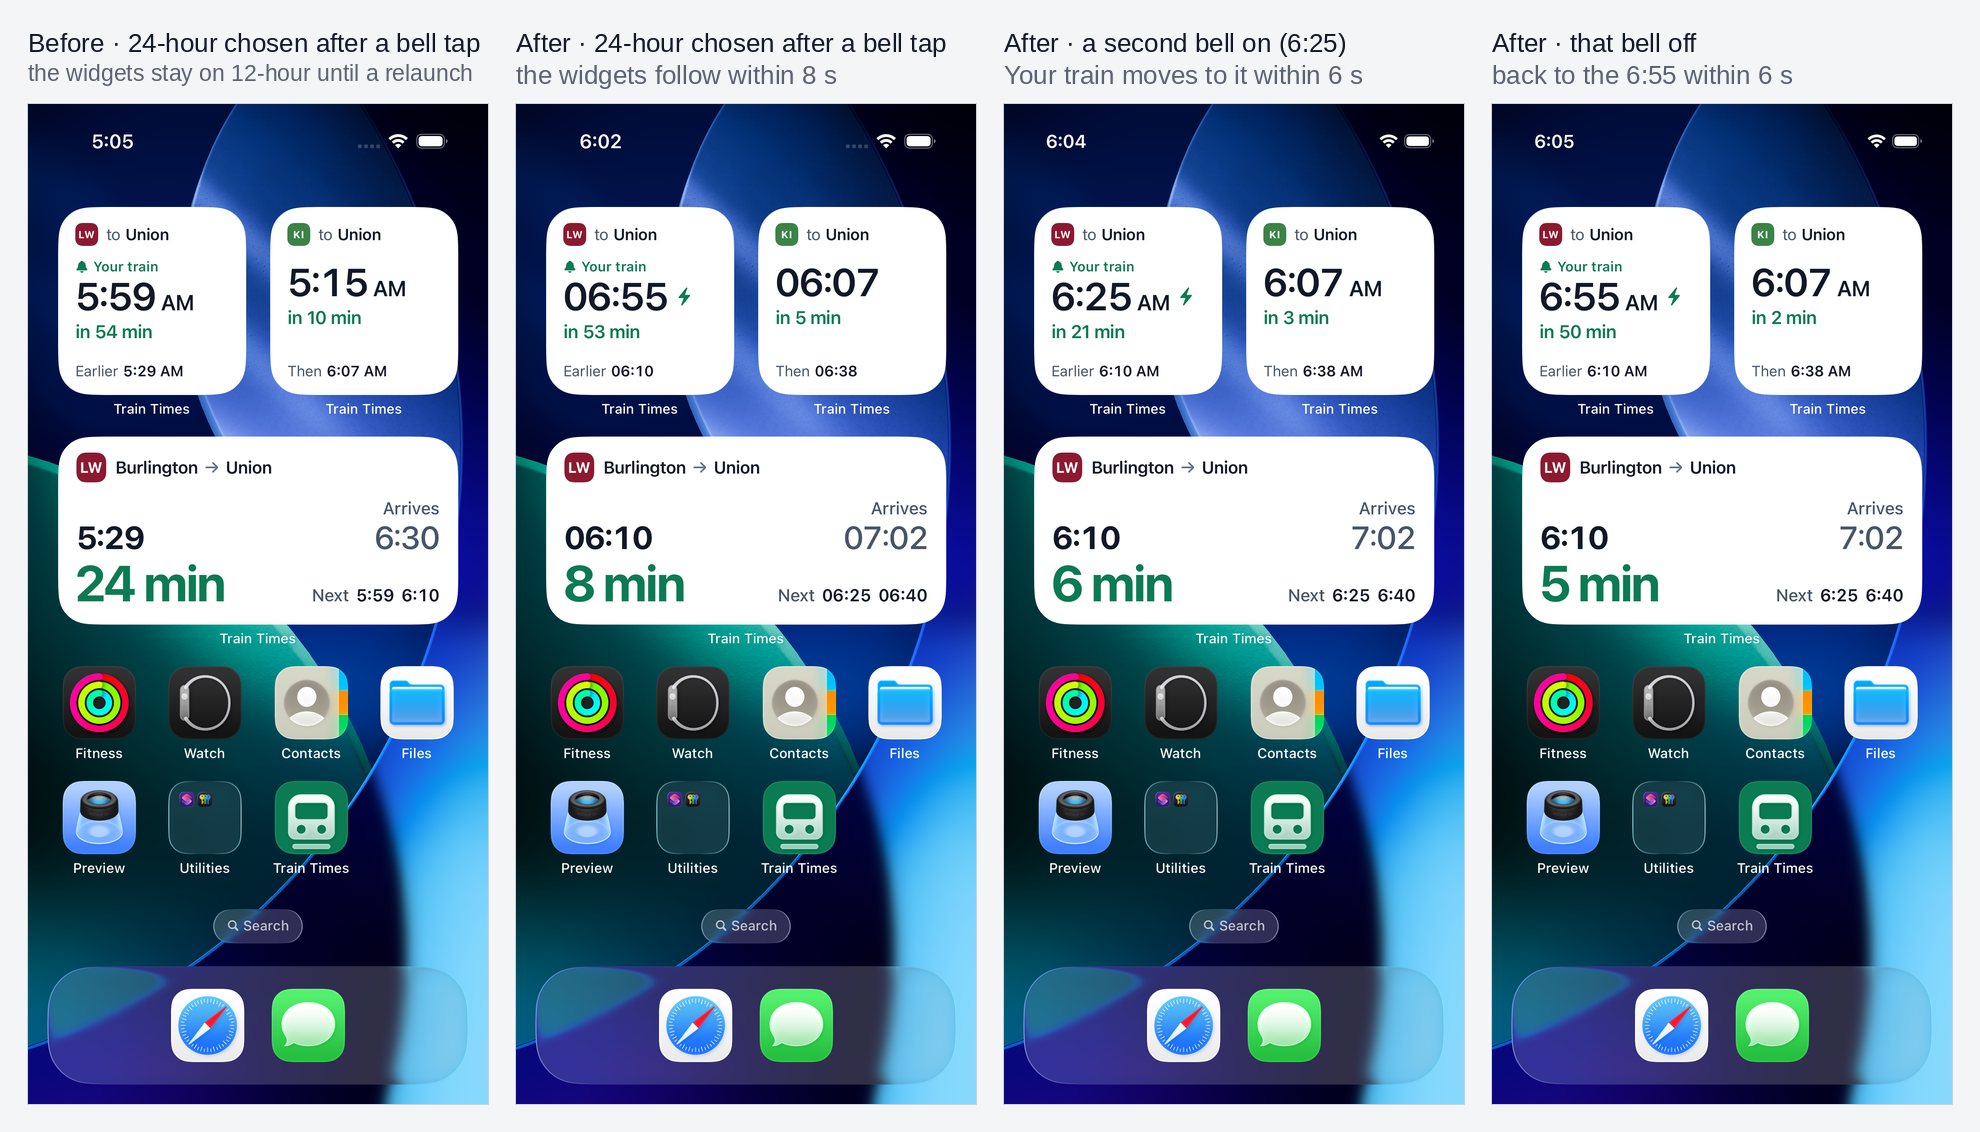 Before · 24-hour chosen after a bell tap
the widgets stay on 12-hour until a relaunch
5:05
LW to Union
Your train
5:59 AM
in 54 min
Earlier 5:29 AM
Train Times
KI to Union
5:15 AM
in 10 min
Then 6:07 AM
Train Times
LW Burlington → Union
Arrives
5:29 6:30
24 min
Next 5:59 6:10
Train Times
Fitness Watch Contacts Files
Preview Utilities Train Times
Search
After · 24-hour chosen after a bell tap
the widgets follow within 8 s
6:02
LW to Union
Your train
06:55
in 53 min
Earlier 06:10
Train Times
KI to Union
06:07
in 5 min
Then 06:38
Train Times
LW Burlington → Union
Arrives
06:10 07:02
8 min
Next 06:25 06:40
Train Times
Fitness Watch Contacts Files
Preview Utilities Train Times
Search
After · a second bell on (6:25)
Your train moves to it within 6 s
6:04
LW to Union
Your train
6:25 AM
in 21 min
Earlier 6:10 AM
Train Times
KI to Union
6:07 AM
in 3 min
Then 6:38 AM
Train Times
LW Burlington → Union
Arrives
6:10 7:02
6 min
Next 6:25 6:40
Train Times
Fitness Watch Contacts Files
Preview Utilities Train Times
Search
After · that bell off
back to the 6:55 within 6 s
6:05
LW to Union
Your train
6:55 AM
in 50 min
Earlier 6:10 AM
Train Times
KI to Union
6:07 AM
in 2 min
Then 6:38 AM
Train Times
LW Burlington → Union
Arrives
6:10 7:02
5 min
Next 6:25 6:40
Train Times
Fitness Watch Contacts Files
Preview Utilities Train Times
Search